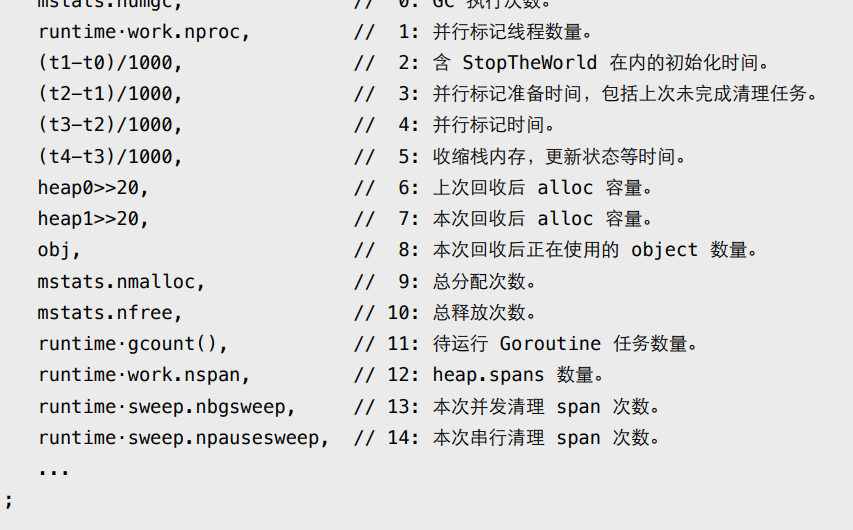 mstats.numgc, // 0: GC 执行次数。
runtime·work.nproc, // 1: 并行标记线程数量。
(t1-t0)/1000, // 2: 含 StopTheWorld 在内的初始化时间。
(t2-t1)/1000, // 3: 并行标记准备时间，包括上次未完成清理任务。
(t3-t2)/1000, // 4: 并行标记时间。
(t4-t3)/1000, // 5: 收缩栈内存，更新状态等时间。
heap0>>20, // 6: 上次回收后 alloc 容量。
heap1>>20, // 7: 本次回收后 alloc 容量。
obj, // 8: 本次回收后正在使用的 object 数量。
mstats.nmalloc, // 9: 总分配次数。
mstats.nfree, // 10: 总释放次数。
runtime·gcount(), // 11: 待运行 Goroutine 任务数量。
runtime·work.nspan, // 12: heap.spans 数量。
runtime·sweep.nbgsweep, // 13: 本次并发清理 span 次数。
runtime·sweep.npausesweep, // 14: 本次串行清理 span 次数。
...
;